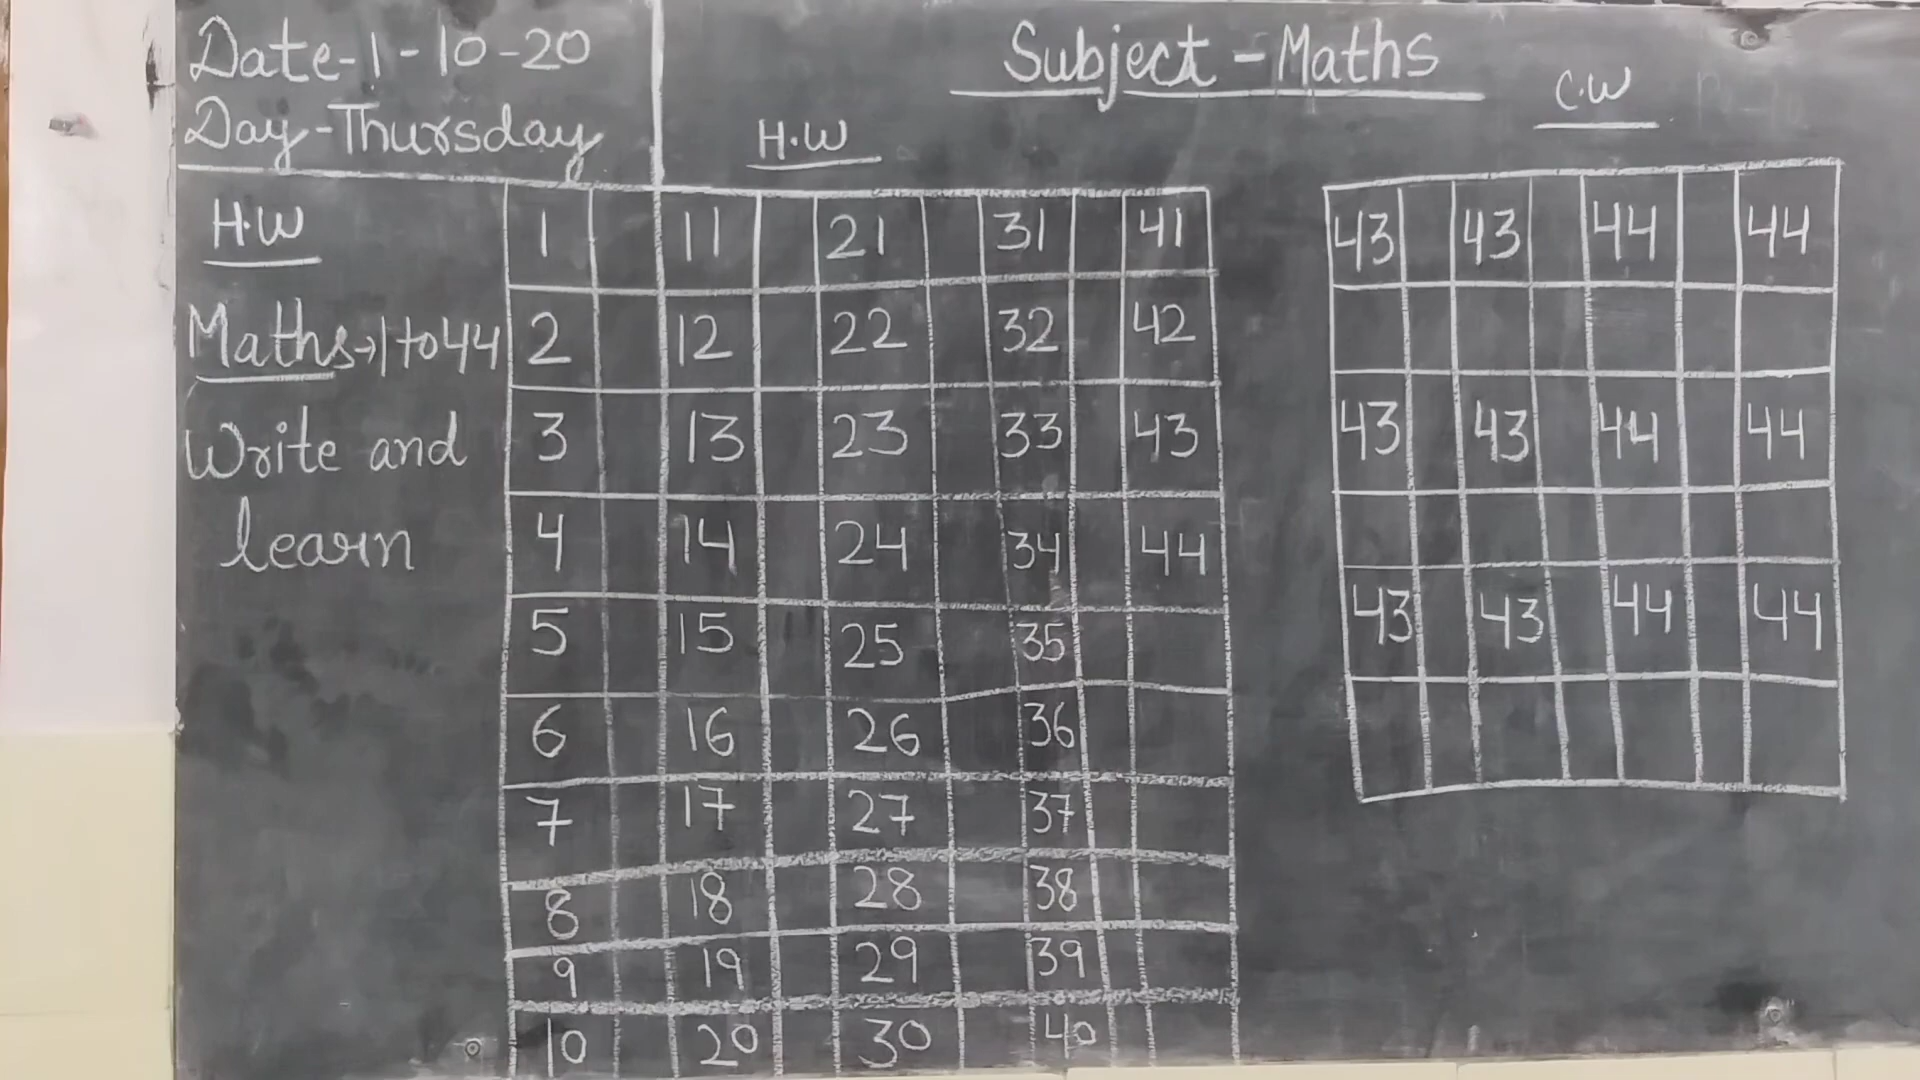 Date-1-10-20
Day-Thursday
Subject - Maths
H.W
Maths→1 to 44
Write and
learn
H.W
1 11 21 31 41
2 12 22 32 42
3 13 23 33 43
4 14 24 34 44
5 15 25 35
6 16 26 36
7 17 27 37
8 18 28 38
9 19 29 39
10 20 30 40
C.W
43 43 44 44
43 43 44 44
43 43 44 44